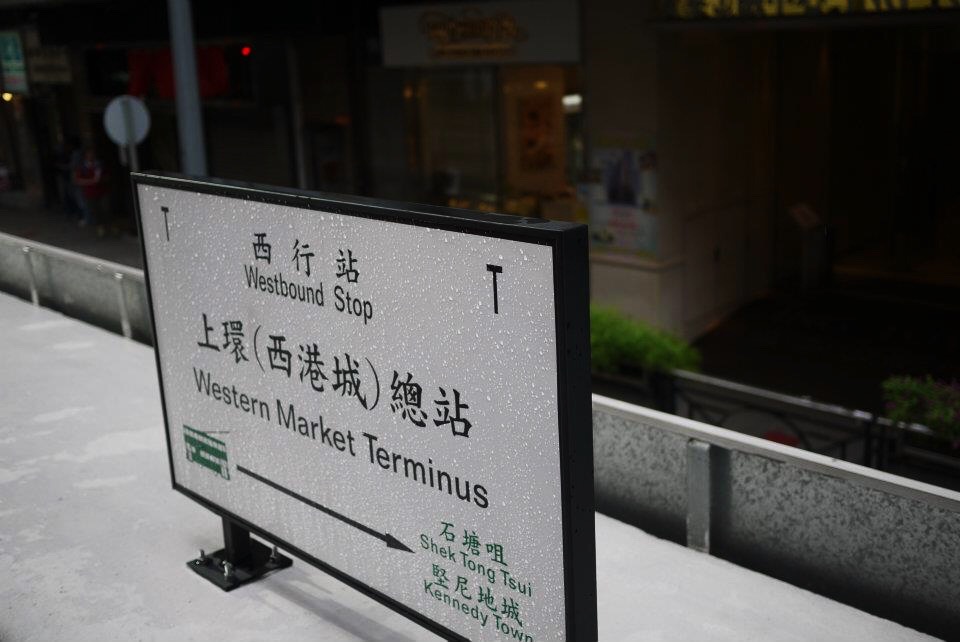 T
西行站
Westbound Stop
T
上環(西港城)總站
Western Market Terminus
石塘咀
Shek Tong Tsui
堅尼地城
Kennedy Town